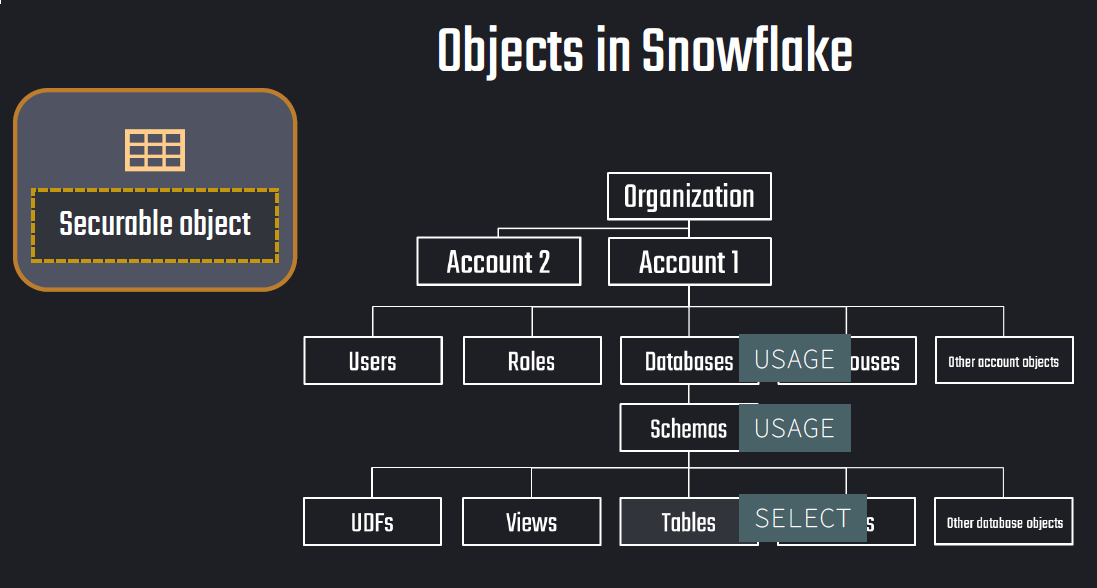 Objects in Snowflake
Securable object
Organization
Account 2
Account 1
Users
Roles
Databases
USAGE
ouses
Other account objects
Schemas
USAGE
UDFs
Views
Tables
SELECT
s
Other database objects